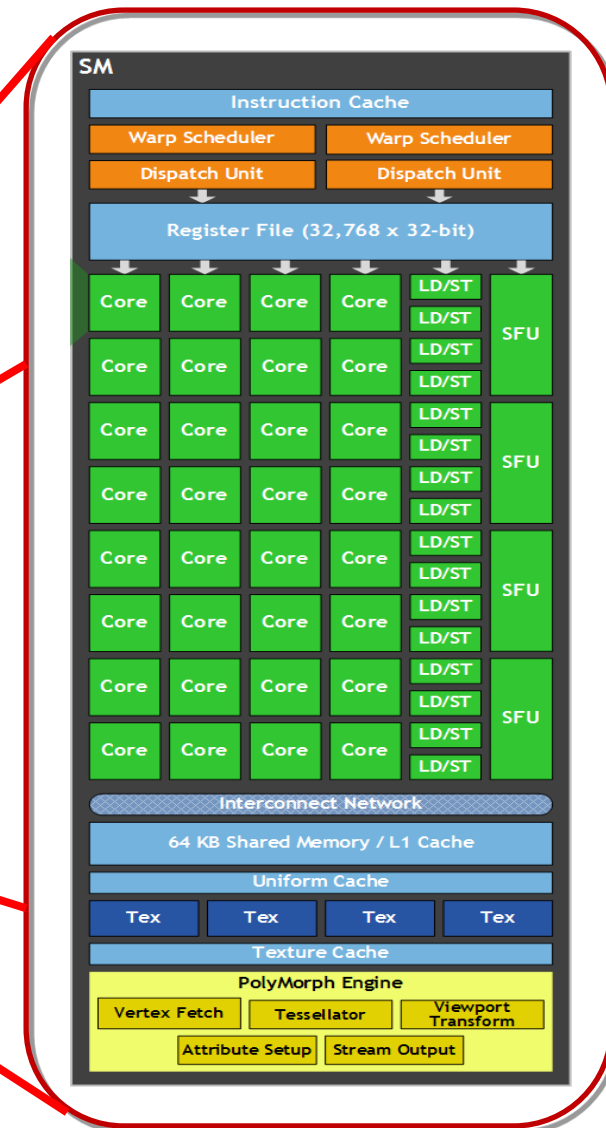 SM
Instruction Cache
Warp Scheduler Warp Scheduler
Dispatch Unit Dispatch Unit
Register File (32,768 x 32-bit)
Core Core Core Core LD/ST SFU
LD/ST
Core Core Core Core LD/ST
LD/ST
Core Core Core Core LD/ST SFU
LD/ST
Core Core Core Core LD/ST
LD/ST
Core Core Core Core LD/ST SFU
LD/ST
Core Core Core Core LD/ST
LD/ST
Core Core Core Core LD/ST SFU
LD/ST
Core Core Core Core LD/ST
LD/ST
Interconnect Network
64 KB Shared Memory / L1 Cache
Uniform Cache
Tex Tex Tex Tex
Texture Cache
PolyMorph Engine
Vertex Fetch Tessellator Viewport
Transform
Attribute Setup Stream Output